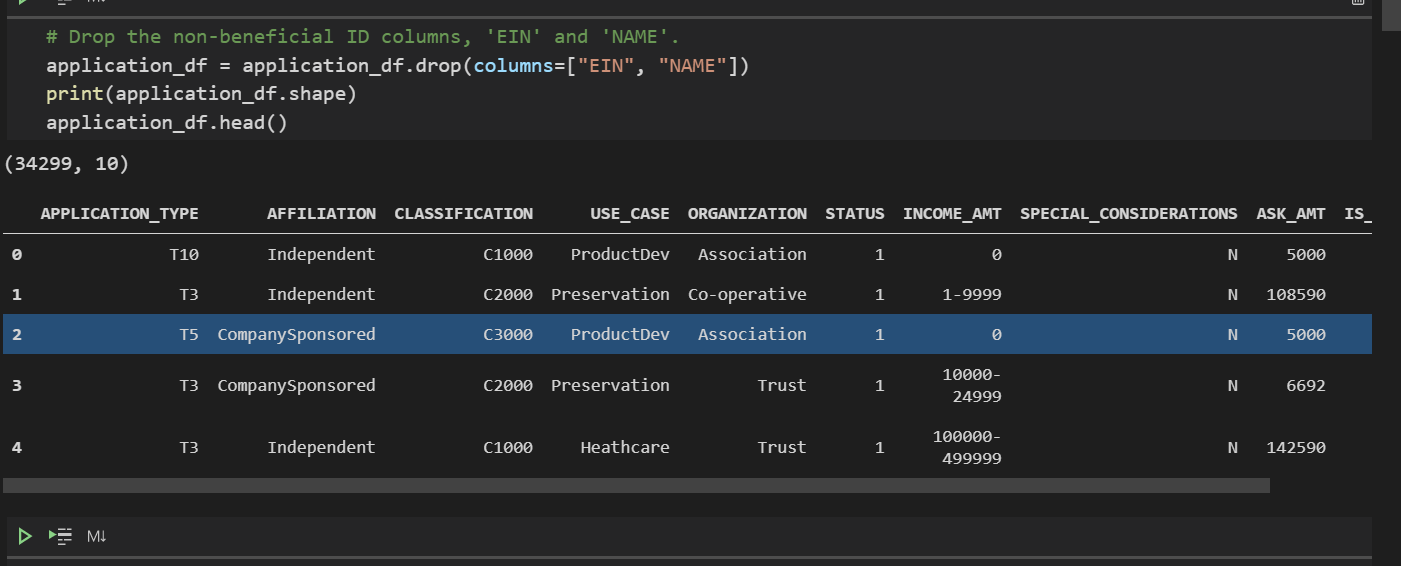 # Drop the non-beneficial ID columns, 'EIN' and 'NAME'.
application_df = application_df.drop(columns=["EIN", "NAME"])
print(application_df.shape)
application_df.head()
(34299, 10)
APPLICATION_TYPE AFFILIATION CLASSIFICATION USE_CASE ORGANIZATION STATUS INCOME_AMT SPECIAL_CONSIDERATIONS ASK_AMT IS_
0 T10 Independent C1000 ProductDev Association 1 0 N 5000
1 T3 Independent C2000 Preservation Co-operative 1 1-9999 N 108590
2 T5 CompanySponsored C3000 ProductDev Association 1 0 N 5000
3 T3 CompanySponsored C2000 Preservation Trust 1 10000-
24999 N 6692
4 T3 Independent C1000 Heathcare Trust 1 100000-
499999 N 142590
M↓